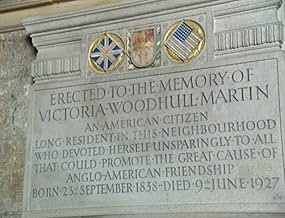 ERECTED TO THE MEMORY OF
VICTORIA WOODHULL MARTIN
AN AMERICAN CITIZEN
LONG RESIDENT IN THIS NEIGHBOURHOOD
WHO DEVOTED HERSELF UNSPARINGLY TO ALL
THAT COULD PROMOTE THE GREAT CAUSE OF
ANGLO-AMERICAN FRIENDSHIP
BORN 23RD SEPTEMBER 1838 - DIED 9TH JUNE 1927